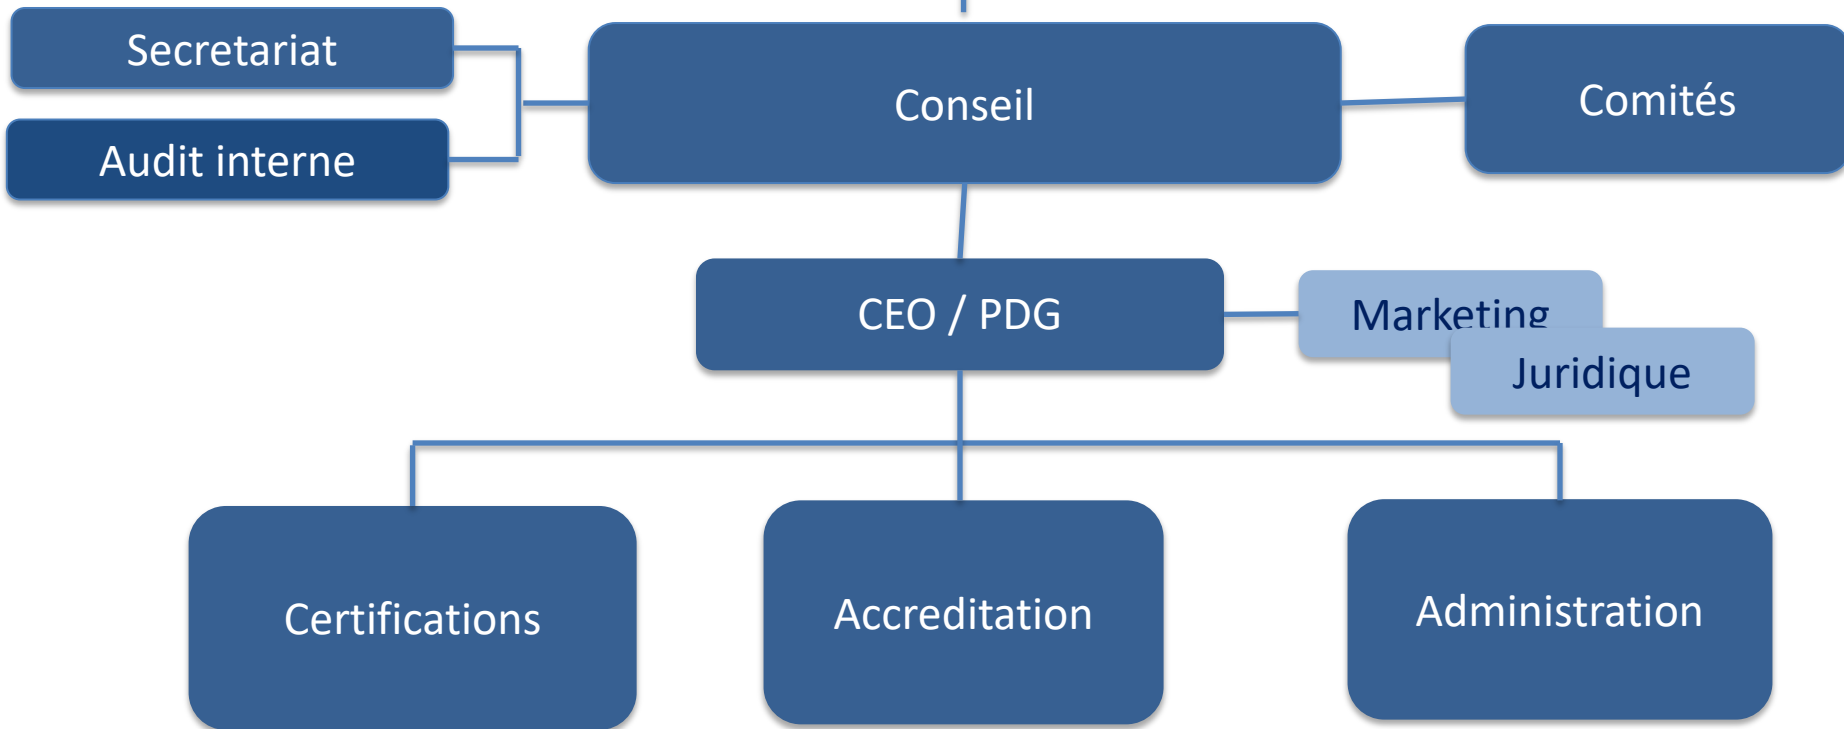 Secretariat
Audit interne
Conseil
Comités
CEO / PDG
Marketing
Juridique
Certifications
Accreditation
Administration